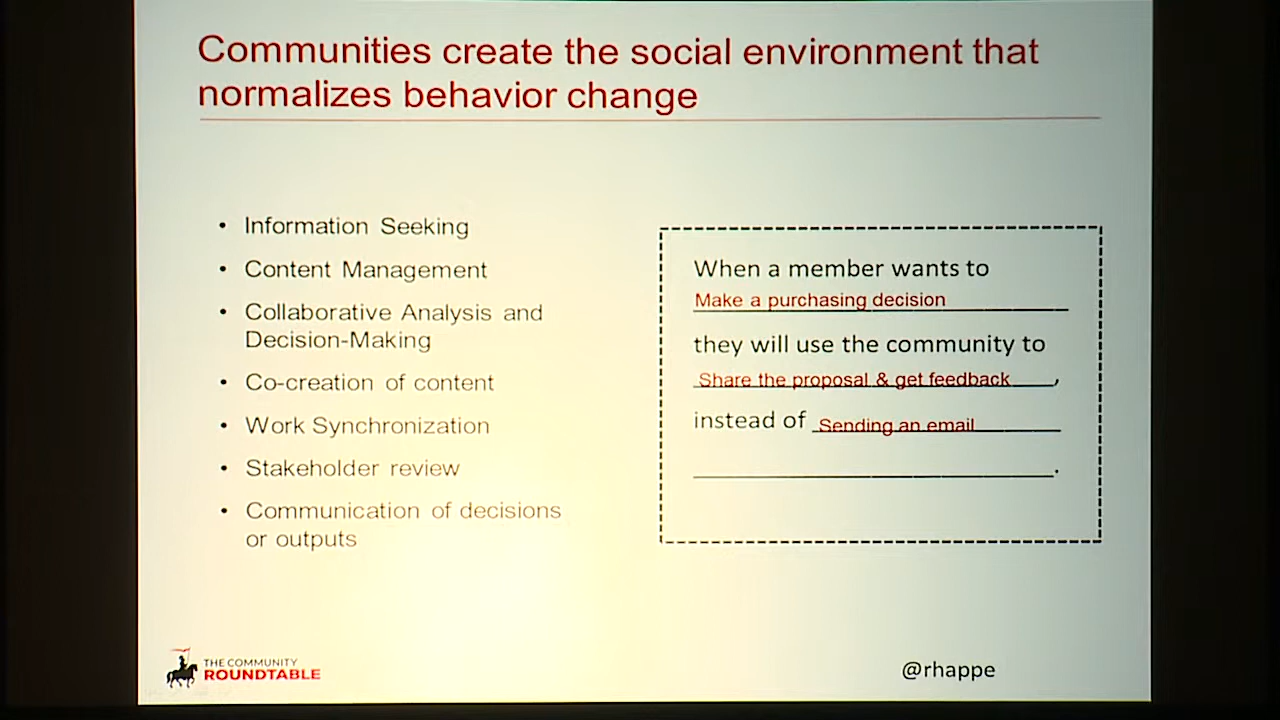 Communities create the social environment that
normalizes behavior change
• Information Seeking
• Content Management
• Collaborative Analysis and
Decision-Making
• Co-creation of content
• Work Synchronization
• Stakeholder review
• Communication of decisions
or outputs
When a member wants to
Make a purchasing decision
they will use the community to
Share the proposal & get feedback,
instead of Sending an email
.
THE COMMUNITY
ROUNDTABLE
@rhappe